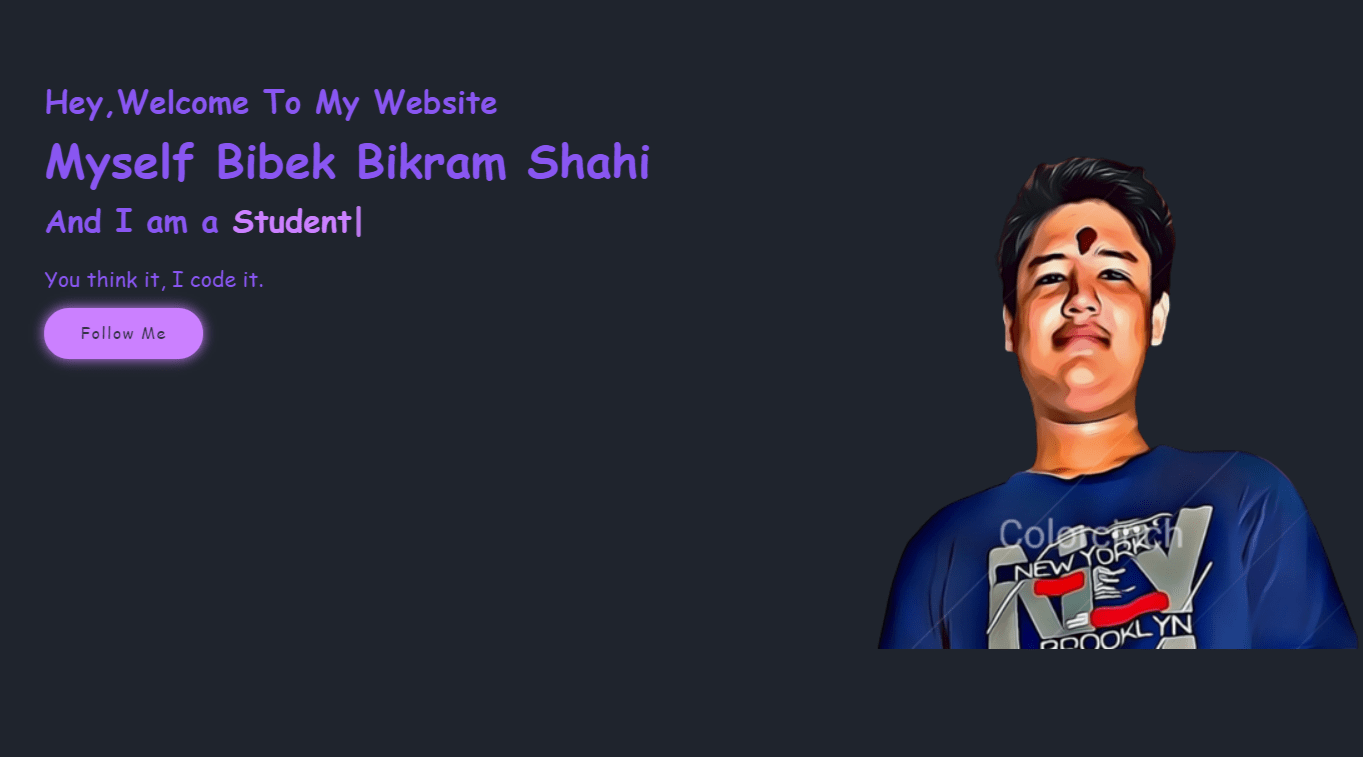 Hey,Welcome To My Website
Myself Bibek Bikram Shahi
And I am a Student|
You think it, I code it.
Follow Me
NEW YORK
NY
BROOKLYN